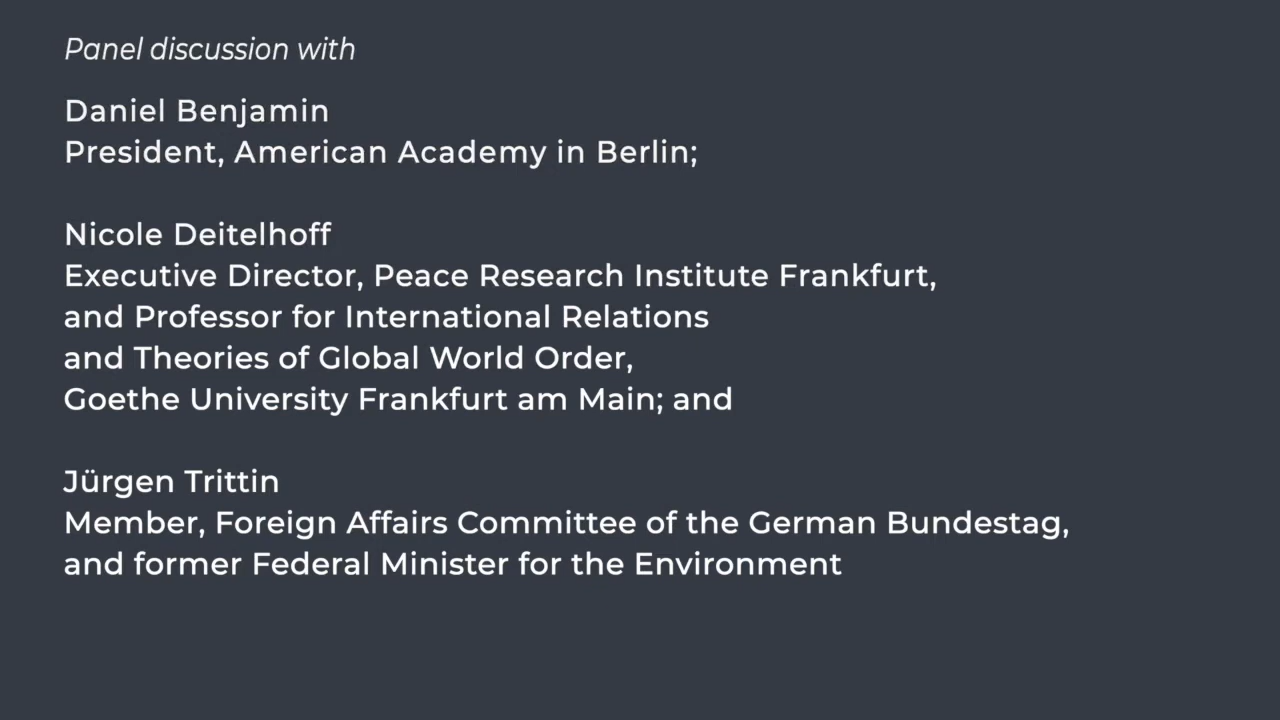 Panel discussion with
Daniel Benjamin
President, American Academy in Berlin;
Nicole Deitelhoff
Executive Director, Peace Research Institute Frankfurt,
and Professor for International Relations
and Theories of Global World Order,
Goethe University Frankfurt am Main; and
Jürgen Trittin
Member, Foreign Affairs Committee of the German Bundestag,
and former Federal Minister for the Environment